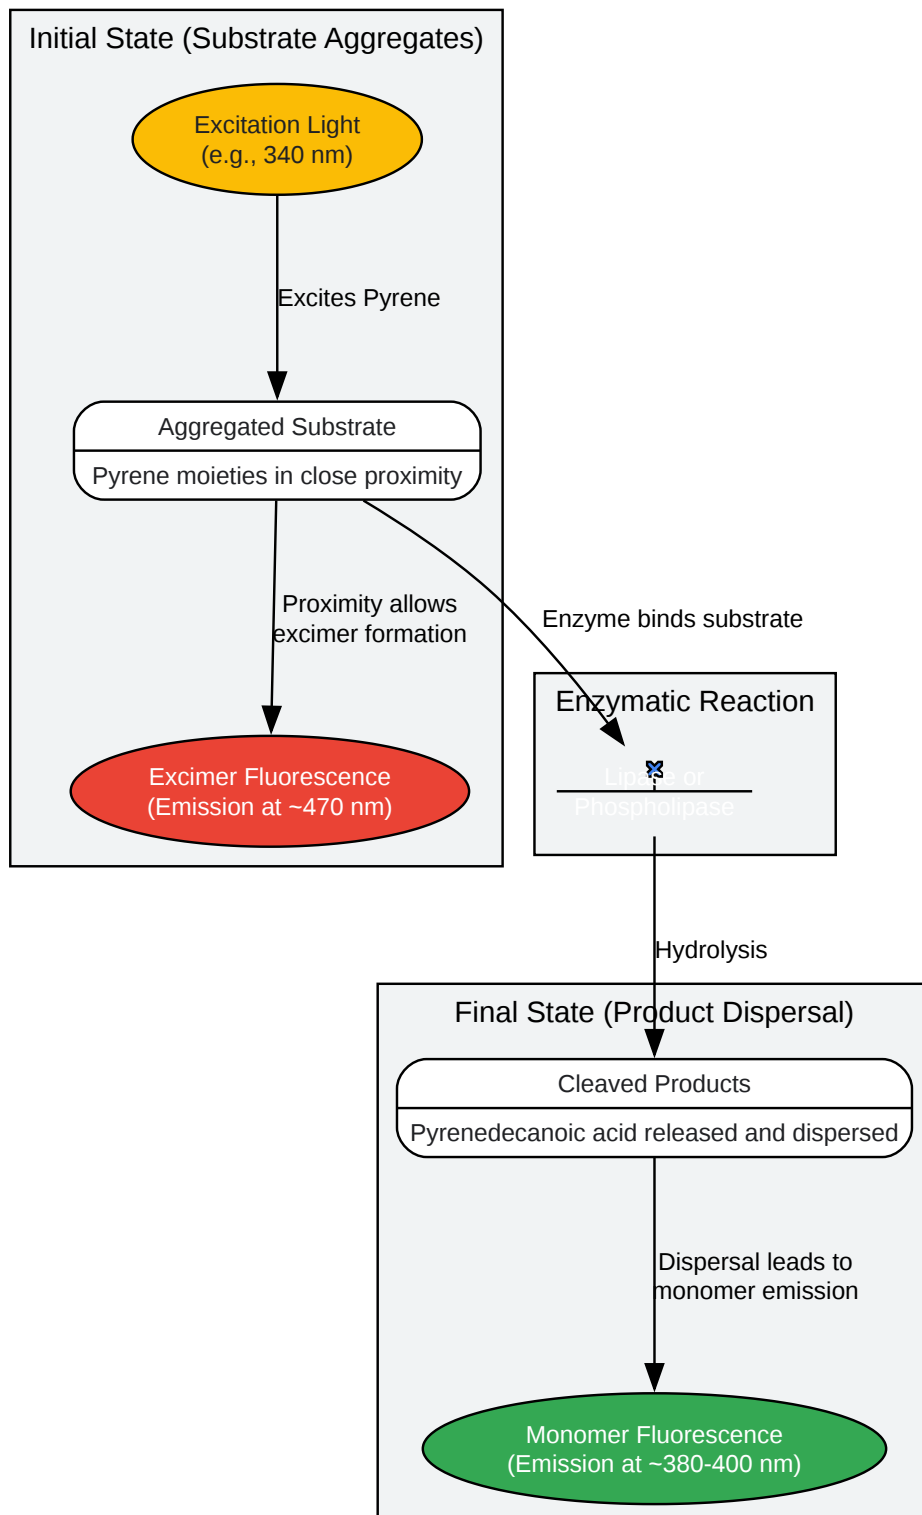 Initial State (Substrate Aggregates)
Excitation Light
(e.g., 340 nm)
Excites Pyrene
Aggregated Substrate
Pyrene moieties in close proximity
Proximity allows
excimer formation
Enzyme binds substrate
Excimer Fluorescence
(Emission at ~470 nm)
Enzymatic Reaction
Lipase or
Phospholipase
Hydrolysis
Final State (Product Dispersal)
Cleaved Products
Pyrenedecanoic acid released and dispersed
Dispersal leads to
monomer emission
Monomer Fluorescence
(Emission at ~380-400 nm)